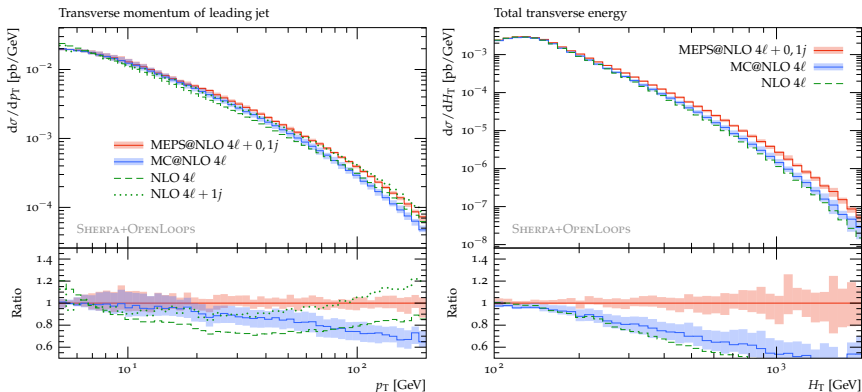 Transverse momentum of leading jet
dσ/dpT [pb/GeV]
10−2
10−3
10−4
MEPS@NLO 4ℓ + 0, 1j
MC@NLO 4ℓ
NLO 4ℓ
NLO 4ℓ + 1j
SHERPA+OPENLOOPS
Ratio
1.4
1.2
1
0.8
0.6
10^1
10^2
pT [GeV]
Total transverse energy
dσ/dHT [pb/GeV]
10−3
10−4
10−5
10−6
10−7
10−8
MEPS@NLO 4ℓ + 0, 1j
MC@NLO 4ℓ
NLO 4ℓ
SHERPA+OPENLOOPS
Ratio
1.4
1.2
1
0.8
0.6
10^2
10^3
HT [GeV]